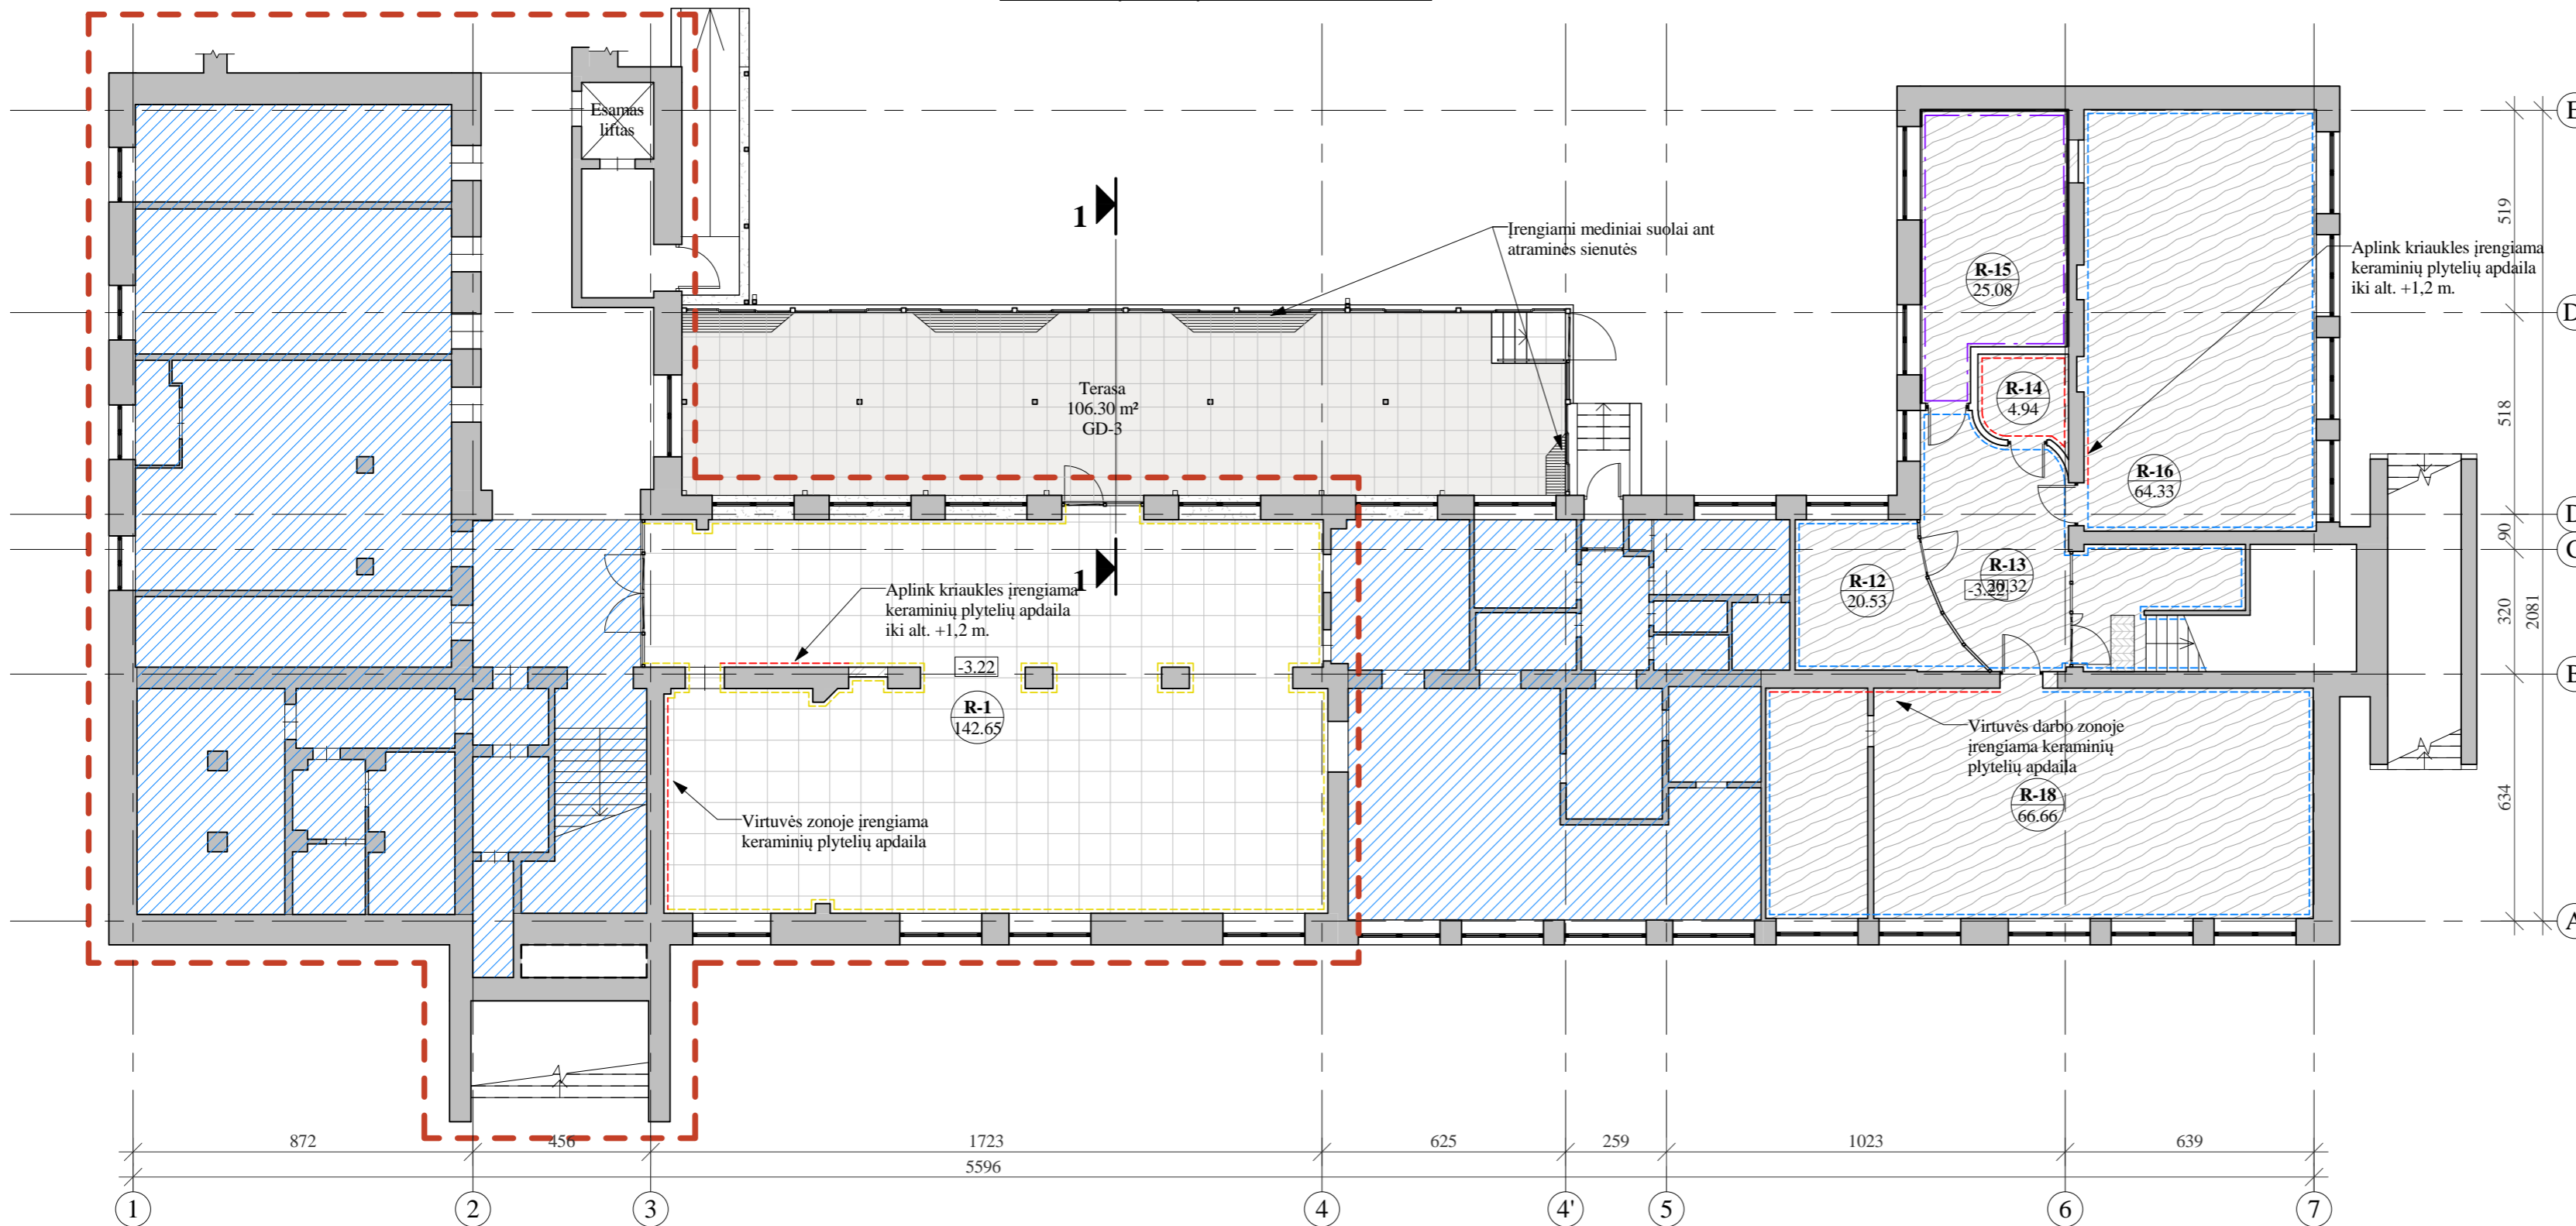 Esamas
liftas
1
Įrengiami mediniai suolai ant
atraminės sienutės
R-15
25.08
Aplink kriaukles įrengiama
keraminių plytelių apdaila
iki alt. +1,2 m.
519
Terasa
106.30 m²
GD-3
R-14
4.94
518
R-16
64.33
D
90
1
Aplink kriaukles įrengiama
keraminių plytelių apdaila
iki alt. +1,2 m.
R-12
20.53
R-13
-3.22
320
2081
-3.22
R-1
142.65
Virtuvės darbo zonoje
įrengiama keraminių
plytelių apdaila
R-18
66.66
634
Virtuvės zonoje įrengiama
keraminių plytelių apdaila
A
872
456
1723
625
259
1023
639
5596
1
2
3
4
4'
5
6
7